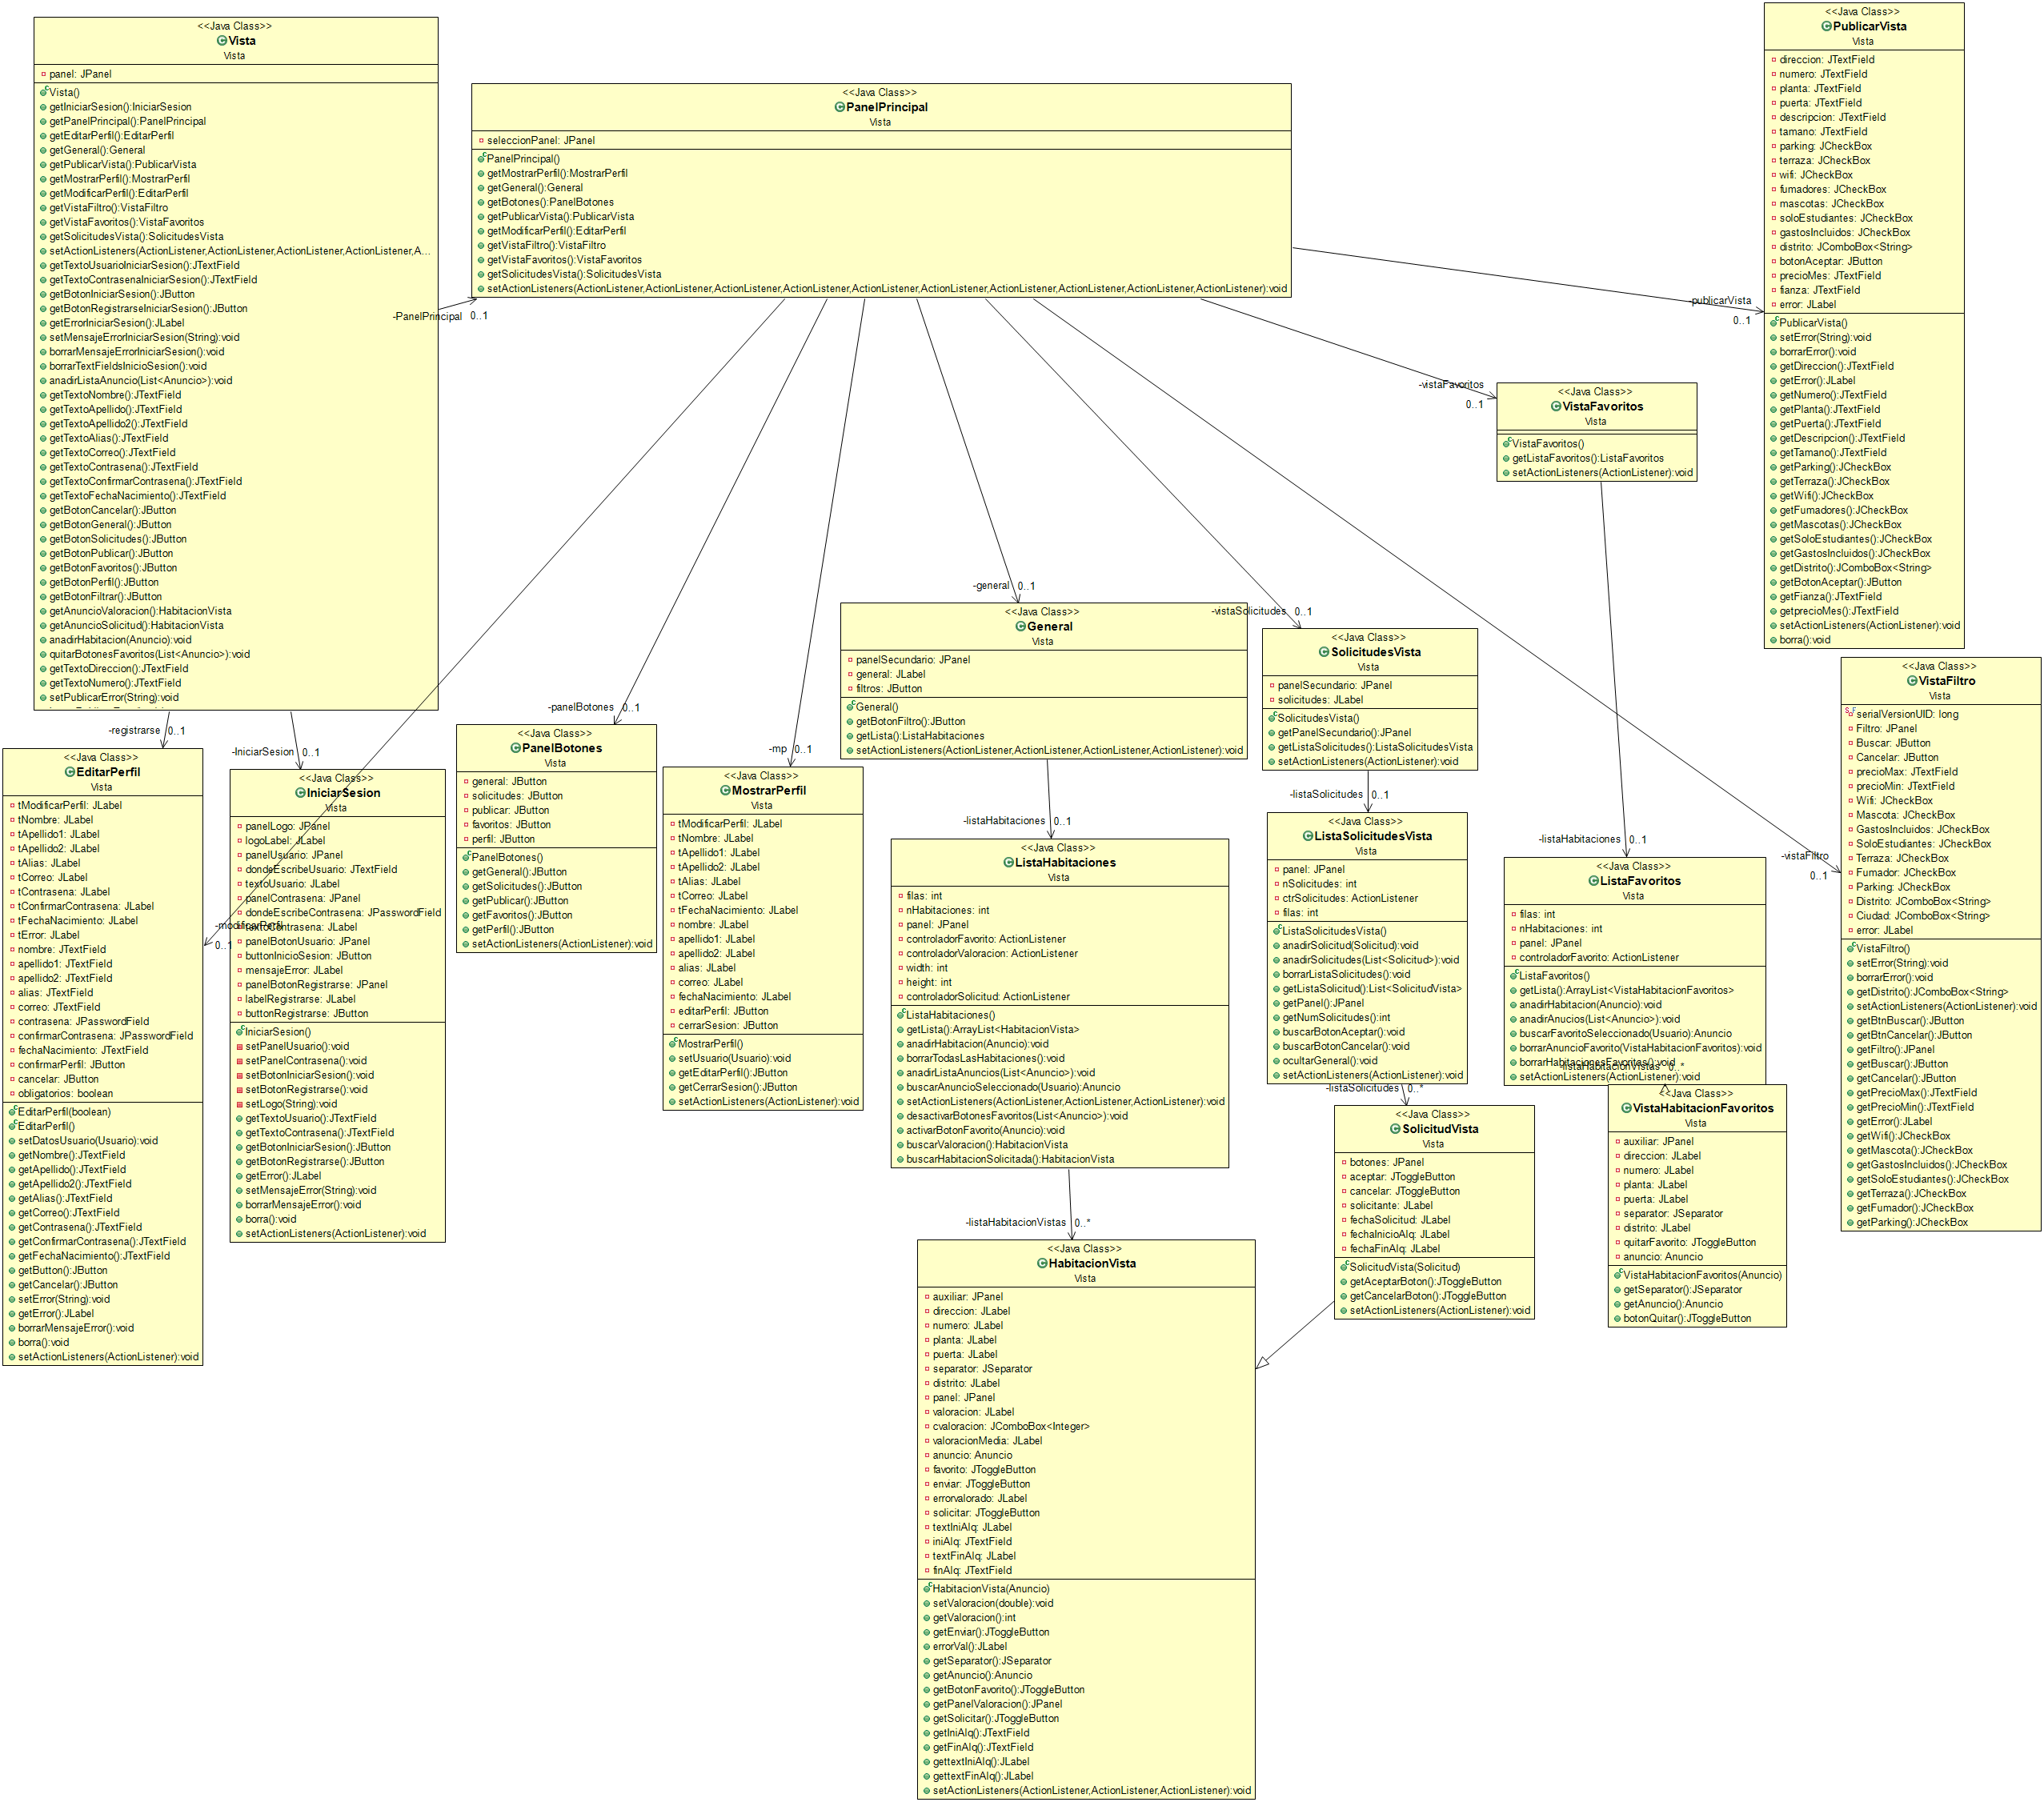 <<Java Class>>
Vista
Vista
panel: JPanel
Vista()
getIniciarSesion():IniciarSesion
getPanelPrincipal():PanelPrincipal
getEditarPerfil():EditarPerfil
getGeneral():General
getPublicarVista():PublicarVista
getMostrarPerfil():MostrarPerfil
getModificarPerfil():EditarPerfil
getVistaFiltro():VistaFiltro
getVistaFavoritos():VistaFavoritos
getSolicitudesVista():SolicitudesVista
setActionListeners(ActionListener,ActionListener,ActionListener,ActionListener,A...
getTextoUsuarioIniciarSesion():JTextField
getTextoContrasenaIniciarSesion():JTextField
getBotonIniciarSesion():JButton
getBotonRegistrarseIniciarSesion():JButton
getErrorIniciarSesion():JLabel
setMensajeErrorIniciarSesion(String):void
borrarMensajeErrorIniciarSesion():void
borrarTextFieldsInicioSesion():void
anadirListaAnuncio(List<Anuncio>):void
getTextoNombre():JTextField
getTextoApellido():JTextField
getTextoApellido2():JTextField
getTextoAlias():JTextField
getTextoCorreo():JTextField
getTextoContrasena():JTextField
getTextoConfirmarContrasena():JTextField
getTextoFechaNacimiento():JTextField
getBotonCancelar():JButton
getBotonGeneral():JButton
getBotonSolicitudes():JButton
getBotonPublicar():JButton
getBotonFavoritos():JButton
getBotonPerfil():JButton
getBotonFiltrar():JButton
getAnuncioValoracion():HabitacionVista
getAnuncioSolicitud():HabitacionVista
anadirHabitacion(Anuncio):void
quitarBotonesFavoritos(List<Anuncio>):void
getTextoDireccion():JTextField
getTextoNumero():JTextField
setPublicarError(String):void
-PanelPrincipal 0..1
-registrarse 0..1
-IniciarSesion 0..1
<<Java Class>>
PanelPrincipal
Vista
seleccionPanel: JPanel
PanelPrincipal()
getMostrarPerfil():MostrarPerfil
getGeneral():General
getBotones():PanelBotones
getPublicarVista():PublicarVista
getModificarPerfil():EditarPerfil
getVistaFiltro():VistaFiltro
getVistaFavoritos():VistaFavoritos
getSolicitudesVista():SolicitudesVista
setActionListeners(ActionListener,ActionListener,ActionListener,ActionListener,ActionListener,ActionListener,ActionListener,ActionListener,ActionListener,ActionListener):void
-publicarVista
0..1
-vistaFavoritos
0..1
-general 0..1
-vistaSolicitudes 0..1
-panelBotones 0..1
-mp 0..1
-modificarPerfil
0..1
-vistaFiltro
0..1
<<Java Class>>
PublicarVista
Vista
direccion: JTextField
numero: JTextField
planta: JTextField
puerta: JTextField
descripcion: JTextField
tamano: JTextField
parking: JCheckBox
terraza: JCheckBox
wifi: JCheckBox
fumadores: JCheckBox
mascotas: JCheckBox
soloEstudiantes: JCheckBox
gastosIncluidos: JCheckBox
distrito: JComboBox<String>
botonAceptar: JButton
precioMes: JTextField
fianza: JTextField
error: JLabel
PublicarVista()
setError(String):void
borrarError():void
getDireccion():JTextField
getError():JLabel
getNumero():JTextField
getPlanta():JTextField
getPuerta():JTextField
getDescripcion():JTextField
getTamano():JTextField
getParking():JCheckBox
getTerraza():JCheckBox
getWifi():JCheckBox
getFumadores():JCheckBox
getMascotas():JCheckBox
getSoloEstudiantes():JCheckBox
getGastosIncluidos():JCheckBox
getDistrito():JComboBox<String>
getBotonAceptar():JButton
getFianza():JTextField
getprecioMes():JTextField
setActionListeners(ActionListener):void
borra():void
<<Java Class>>
VistaFavoritos
Vista
VistaFavoritos()
getListaFavoritos():ListaFavoritos
setActionListeners(ActionListener):void
-listaHabitaciones 0..1
<<Java Class>>
General
Vista
panelSecundario: JPanel
general: JLabel
filtros: JButton
General()
getBotonFiltro():JButton
getLista():ListaHabitaciones
setActionListeners(ActionListener,ActionListener,ActionListener,ActionListener):void
-listaHabitaciones 0..1
<<Java Class>>
SolicitudesVista
Vista
panelSecundario: JPanel
solicitudes: JLabel
SolicitudesVista()
getPanelSecundario():JPanel
getListaSolicitudes():ListaSolicitudesVista
setActionListeners(ActionListener):void
-listaSolicitudes 0..1
<<Java Class>>
VistaFiltro
Vista
serialVersionUID: long
Filtro: JPanel
Buscar: JButton
Cancelar: JButton
precioMax: JTextField
precioMin: JTextField
Wifi: JCheckBox
Mascota: JCheckBox
GastosIncluidos: JCheckBox
SoloEstudiantes: JCheckBox
Terraza: JCheckBox
Fumador: JCheckBox
Parking: JCheckBox
Distrito: JComboBox<String>
Ciudad: JComboBox<String>
error: JLabel
VistaFiltro()
setError(String):void
borrarError():void
getDistrito():JComboBox<String>
setActionListeners(ActionListener):void
getBtnBuscar():JButton
getBtnCancelar():JButton
getFiltro():JPanel
getBuscar():JButton
getCancelar():JButton
getPrecioMax():JTextField
getPrecioMin():JTextField
getError():JLabel
getWifi():JCheckBox
getMascota():JCheckBox
getGastosIncluidos():JCheckBox
getSoloEstudiantes():JCheckBox
getTerraza():JCheckBox
getFumador():JCheckBox
getParking():JCheckBox
<<Java Class>>
EditarPerfil
Vista
tModificarPerfil: JLabel
tNombre: JLabel
tApellido1: JLabel
tApellido2: JLabel
tAlias: JLabel
tCorreo: JLabel
tContrasena: JLabel
tConfirmarContrasena: JLabel
tFechaNacimiento: JLabel
tError: JLabel
nombre: JTextField
apellido1: JTextField
apellido2: JTextField
alias: JTextField
correo: JTextField
contrasena: JPasswordField
confirmarContrasena: JPasswordField
fechaNacimiento: JTextField
confirmarPerfil: JButton
cancelar: JButton
obligatorios: boolean
EditarPerfil(boolean)
EditarPerfil()
setDatosUsuario(Usuario):void
getNombre():JTextField
getApellido():JTextField
getApellido2():JTextField
getAlias():JTextField
getCorreo():JTextField
getContrasena():JTextField
getConfirmarContrasena():JTextField
getFechaNacimiento():JTextField
getButton():JButton
getCancelar():JButton
setError(String):void
getError():JLabel
borrarMensajeError():void
borra():void
setActionListeners(ActionListener):void
<<Java Class>>
IniciarSesion
Vista
panelLogo: JPanel
logoLabel: JLabel
panelUsuario: JPanel
dondeEscribeUsuario: JTextField
textoUsuario: JLabel
panelContrasena: JPanel
dondeEscribeContrasena: JPasswordField
textoContrasena: JLabel
panelBotonUsuario: JPanel
buttonInicioSesion: JButton
mensajeError: JLabel
panelBotonRegistrarse: JPanel
labelRegistrarse: JLabel
buttonRegistrarse: JButton
IniciarSesion()
setPanelUsuario():void
setPanelContrasena():void
setBotonIniciarSesion():void
setBotonRegistrarse():void
setLogo(String):void
getTextoUsuario():JTextField
getTextoContrasena():JTextField
getBotonIniciarSesion():JButton
getBotonRegistrarse():JButton
getError():JLabel
setMensajeError(String):void
borrarMensajeError():void
borra():void
setActionListeners(ActionListener):void
<<Java Class>>
PanelBotones
Vista
general: JButton
solicitudes: JButton
publicar: JButton
favoritos: JButton
perfil: JButton
PanelBotones()
getGeneral():JButton
getSolicitudes():JButton
getPublicar():JButton
getFavoritos():JButton
getPerfil():JButton
setActionListeners(ActionListener):void
<<Java Class>>
MostrarPerfil
Vista
tModificarPerfil: JLabel
tNombre: JLabel
tApellido1: JLabel
tApellido2: JLabel
tAlias: JLabel
tCorreo: JLabel
tFechaNacimiento: JLabel
nombre: JLabel
apellido1: JLabel
apellido2: JLabel
alias: JLabel
correo: JLabel
fechaNacimiento: JLabel
editarPerfil: JButton
cerrarSesion: JButton
MostrarPerfil()
setUsuario(Usuario):void
getEditarPerfil():JButton
getCerrarSesion():JButton
setActionListeners(ActionListener):void
<<Java Class>>
ListaHabitaciones
Vista
filas: int
nHabitaciones: int
panel: JPanel
controladorFavorito: ActionListener
controladorValoracion: ActionListener
width: int
height: int
controladorSolicitud: ActionListener
ListaHabitaciones()
getLista():ArrayList<HabitacionVista>
anadirHabitacion(Anuncio):void
borrarTodasLasHabitaciones():void
anadirListaAnuncios(List<Anuncio>):void
buscarAnuncioSeleccionado(Usuario):Anuncio
setActionListeners(ActionListener,ActionListener,ActionListener):void
desactivarBotonesFavoritos(List<Anuncio>):void
activarBotonFavorito(Anuncio):void
buscarValoracion():HabitacionVista
buscarHabitacionSolicitada():HabitacionVista
-listaHabitacionVistas 0..*
<<Java Class>>
ListaSolicitudesVista
Vista
panel: JPanel
nSolicitudes: int
ctrSolicitudes: ActionListener
filas: int
ListaSolicitudesVista()
anadirSolicitud(Solicitud):void
anadirSolicitudes(List<Solicitud>):void
borrarListaSolicitudes():void
getListaSolicitud():List<SolicitudVista>
getPanel():JPanel
getNumSolicitudes():int
buscarBotonAceptar():void
buscarBotonCancelar():void
ocultarGeneral():void
setActionListeners(ActionListener):void
-listaSolicitudes 0..*
<<Java Class>>
ListaFavoritos
Vista
filas: int
nHabitaciones: int
panel: JPanel
controladorFavorito: ActionListener
ListaFavoritos()
getLista():ArrayList<VistaHabitacionFavoritos>
anadirHabitacion(Anuncio):void
anadirAnucios(List<Anuncio>):void
buscarFavoritoSeleccionado(Usuario):Anuncio
borrarAnuncioFavorito(VistaHabitacionFavoritos):void
borrarHabitacionesFavoritas():void
setActionListeners(ActionListener):void
-listaHabitacionVistas 0..*
<<Java Class>>
SolicitudVista
Vista
botones: JPanel
aceptar: JToggleButton
cancelar: JToggleButton
solicitante: JLabel
fechaSolicitud: JLabel
fechaInicioAlq: JLabel
fechaFinAlq: JLabel
SolicitudVista(Solicitud)
getAceptarBoton():JToggleButton
getCancelarBoton():JToggleButton
setActionListeners(ActionListener):void
<<Java Class>>
VistaHabitacionFavoritos
Vista
auxiliar: JPanel
direccion: JLabel
numero: JLabel
planta: JLabel
puerta: JLabel
separator: JSeparator
distrito: JLabel
quitarFavorito: JToggleButton
anuncio: Anuncio
VistaHabitacionFavoritos(Anuncio)
getSeparator():JSeparator
getAnuncio():Anuncio
botonQuitar():JToggleButton
<<Java Class>>
HabitacionVista
Vista
auxiliar: JPanel
direccion: JLabel
numero: JLabel
planta: JLabel
puerta: JLabel
separator: JSeparator
distrito: JLabel
panel: JPanel
valoracion: JLabel
cvaloracion: JComboBox<Integer>
valoracionMedia: JLabel
anuncio: Anuncio
favorito: JToggleButton
enviar: JToggleButton
errorvalorado: JLabel
solicitar: JToggleButton
textIniAlq: JLabel
iniAlq: JTextField
textFinAlq: JLabel
finAlq: JTextField
HabitacionVista(Anuncio)
setValoracion(double):void
getValoracion():int
getEnviar():JToggleButton
errorVal():JLabel
getSeparator():JSeparator
getAnuncio():Anuncio
getBotonFavorito():JToggleButton
getPanelValoracion():JPanel
getSolicitar():JToggleButton
getIniAlq():JTextField
getFinAlq():JTextField
gettextIniAlq():JLabel
gettextFinAlq():JLabel
setActionListeners(ActionListener,ActionListener,ActionListener):void